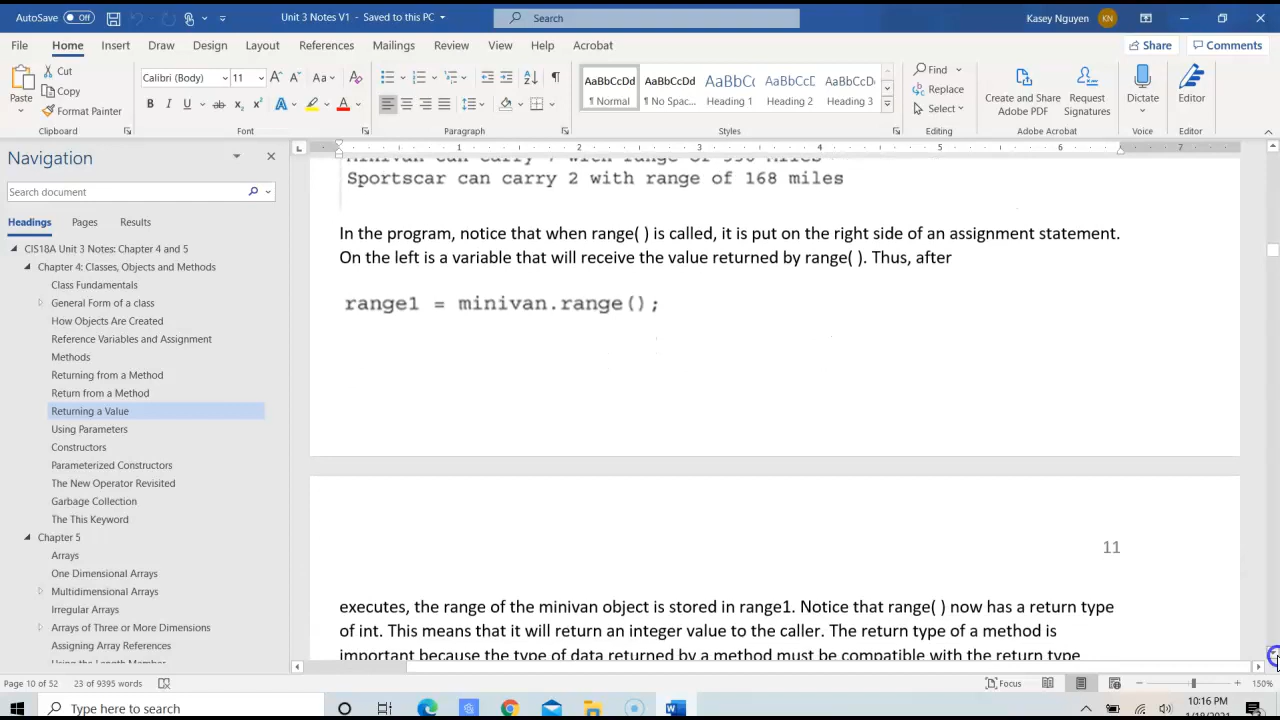 AutoSave Off Unit 3 Notes V1 - Saved to this PC Search Kasey Nguyen KN
File Home Insert Draw Design Layout References Mailings Review View Help Acrobat Share Comments
Paste Cut Copy Format Painter
Calibri (Body) 11
AaBbCcDd AaBbCcDd AaBbCc AaBbCcD AaBbCcD
¶ Normal ¶ No Spac... Heading 1 Heading 2 Heading 3
Find Replace Select
Create and Share Adobe PDF Request Signatures Dictate Editor
Clipboard Font Paragraph Styles Editing Adobe Acrobat Voice Editor
Navigation
Search document
Headings Pages Results
CIS18A Unit 3 Notes: Chapter 4 and 5
Chapter 4: Classes, Objects and Methods
Class Fundamentals
General Form of a class
How Objects Are Created
Reference Variables and Assignment
Methods
Returning from a Method
Return from a Method
Returning a Value
Using Parameters
Constructors
Parameterized Constructors
The New Operator Revisited
Garbage Collection
The This Keyword
Chapter 5
Arrays
One Dimensional Arrays
Multidimensional Arrays
Irregular Arrays
Arrays of Three or More Dimensions
Assigning Array References
Using the Length Member
1 2 3 4 5 6 7
Minivan can carry 7 with range of miles
Sportscar can carry 2 with range of 168 miles
In the program, notice that when range( ) is called, it is put on the right side of an assignment statement.
On the left is a variable that will receive the value returned by range( ). Thus, after
range1 = minivan.range();
11
executes, the range of the minivan object is stored in range1. Notice that range( ) now has a return type
of int. This means that it will return an integer value to the caller. The return type of a method is
important because the type of data returned by a method must be compatible with the return type
Page 10 of 52 23 of 9395 words Focus 150%
Type here to search 10:16 PM